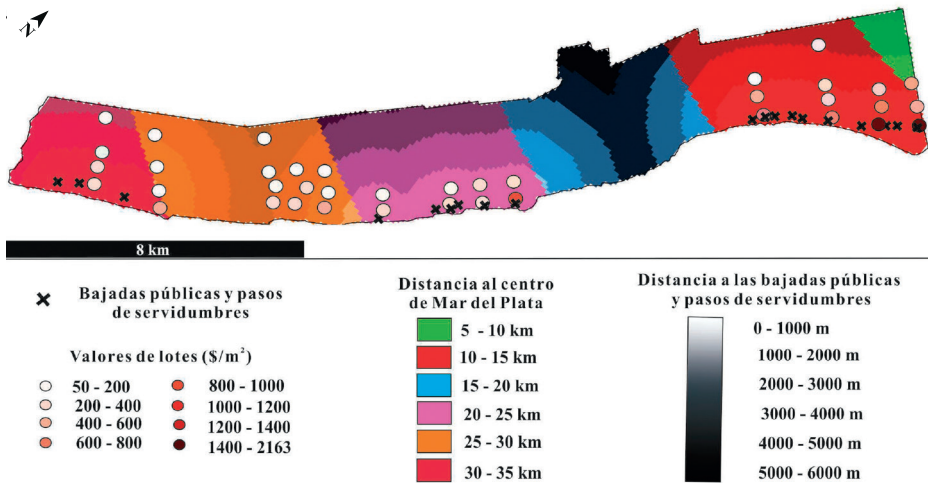 N
8 km
Bajadas públicas y pasos
de servidumbres
Valores de lotes ($/m²)
50 - 200
200 - 400
400 - 600
600 - 800
800 - 1000
1000 - 1200
1200 - 1400
1400 - 2163
Distancia al centro
de Mar del Plata
5 - 10 km
10 - 15 km
15 - 20 km
20 - 25 km
25 - 30 km
30 - 35 km
Distancia a las bajadas públicas
y pasos de servidumbres
0 - 1000 m
1000 - 2000 m
2000 - 3000 m
3000 - 4000 m
4000 - 5000 m
5000 - 6000 m